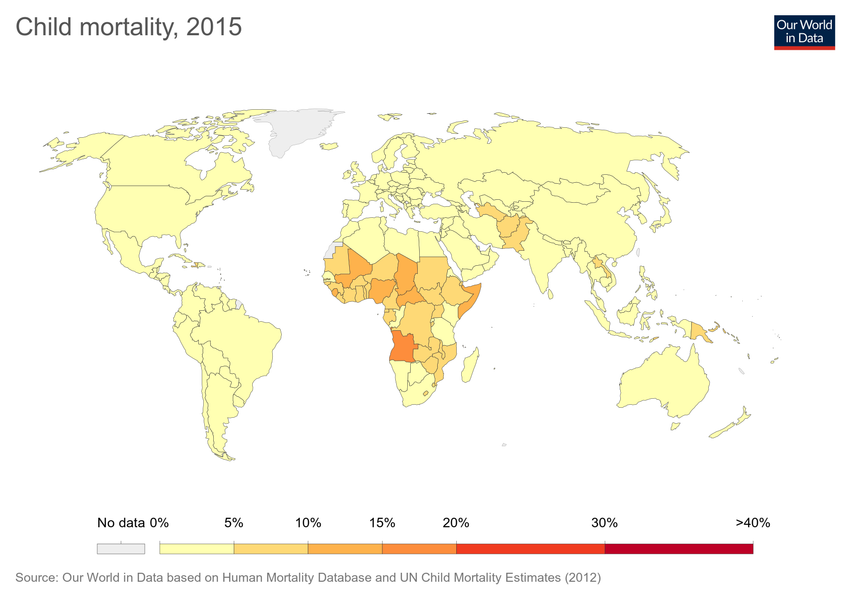 Child mortality, 2015
Our World
in Data
No data 0% 5% 10% 15% 20% 30% >40%
Source: Our World in Data based on Human Mortality Database and UN Child Mortality Estimates (2012)